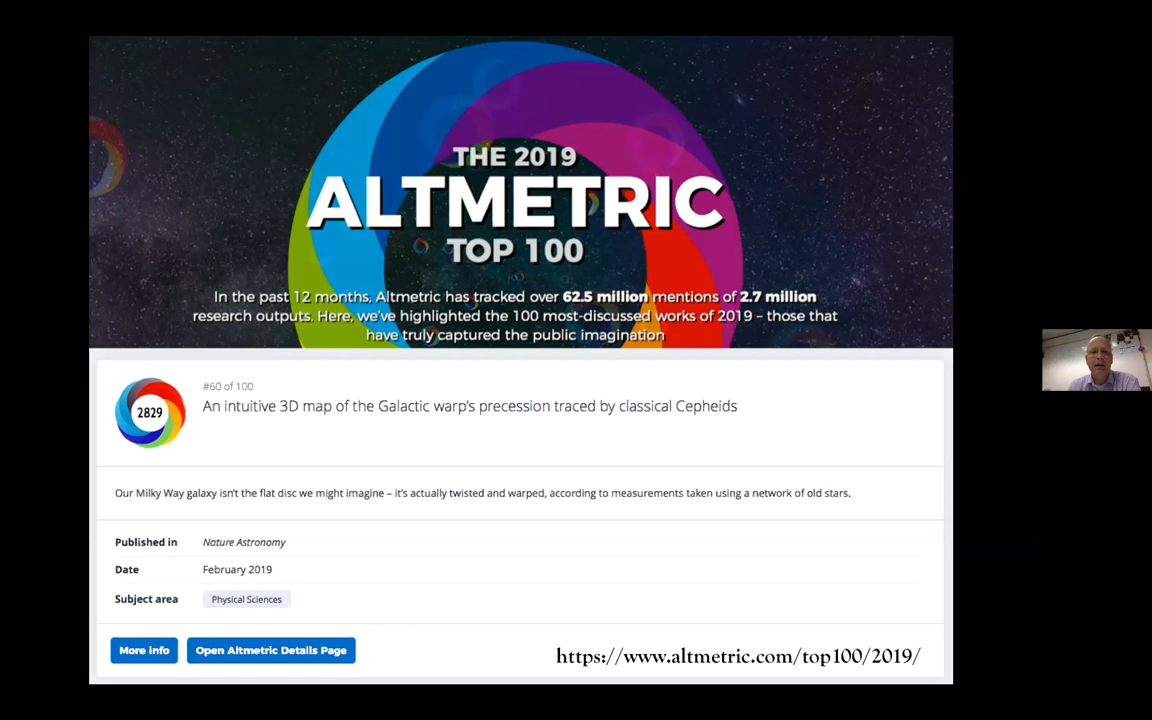 THE 2019
ALTMETRIC
TOP 100
In the past 12 months, Altmetric has tracked over 62.5 million mentions of 2.7 million
research outputs. Here, we've highlighted the 100 most-discussed works of 2019 – those that
have truly captured the public imagination
#60 of 100
2829
An intuitive 3D map of the Galactic warp's precession traced by classical Cepheids
Our Milky Way galaxy isn't the flat disc we might imagine – it's actually twisted and warped, according to measurements taken using a network of old stars.
Published in Nature Astronomy
Date February 2019
Subject area Physical Sciences
More info Open Altmetric Details Page
https://www.altmetric.com/top100/2019/